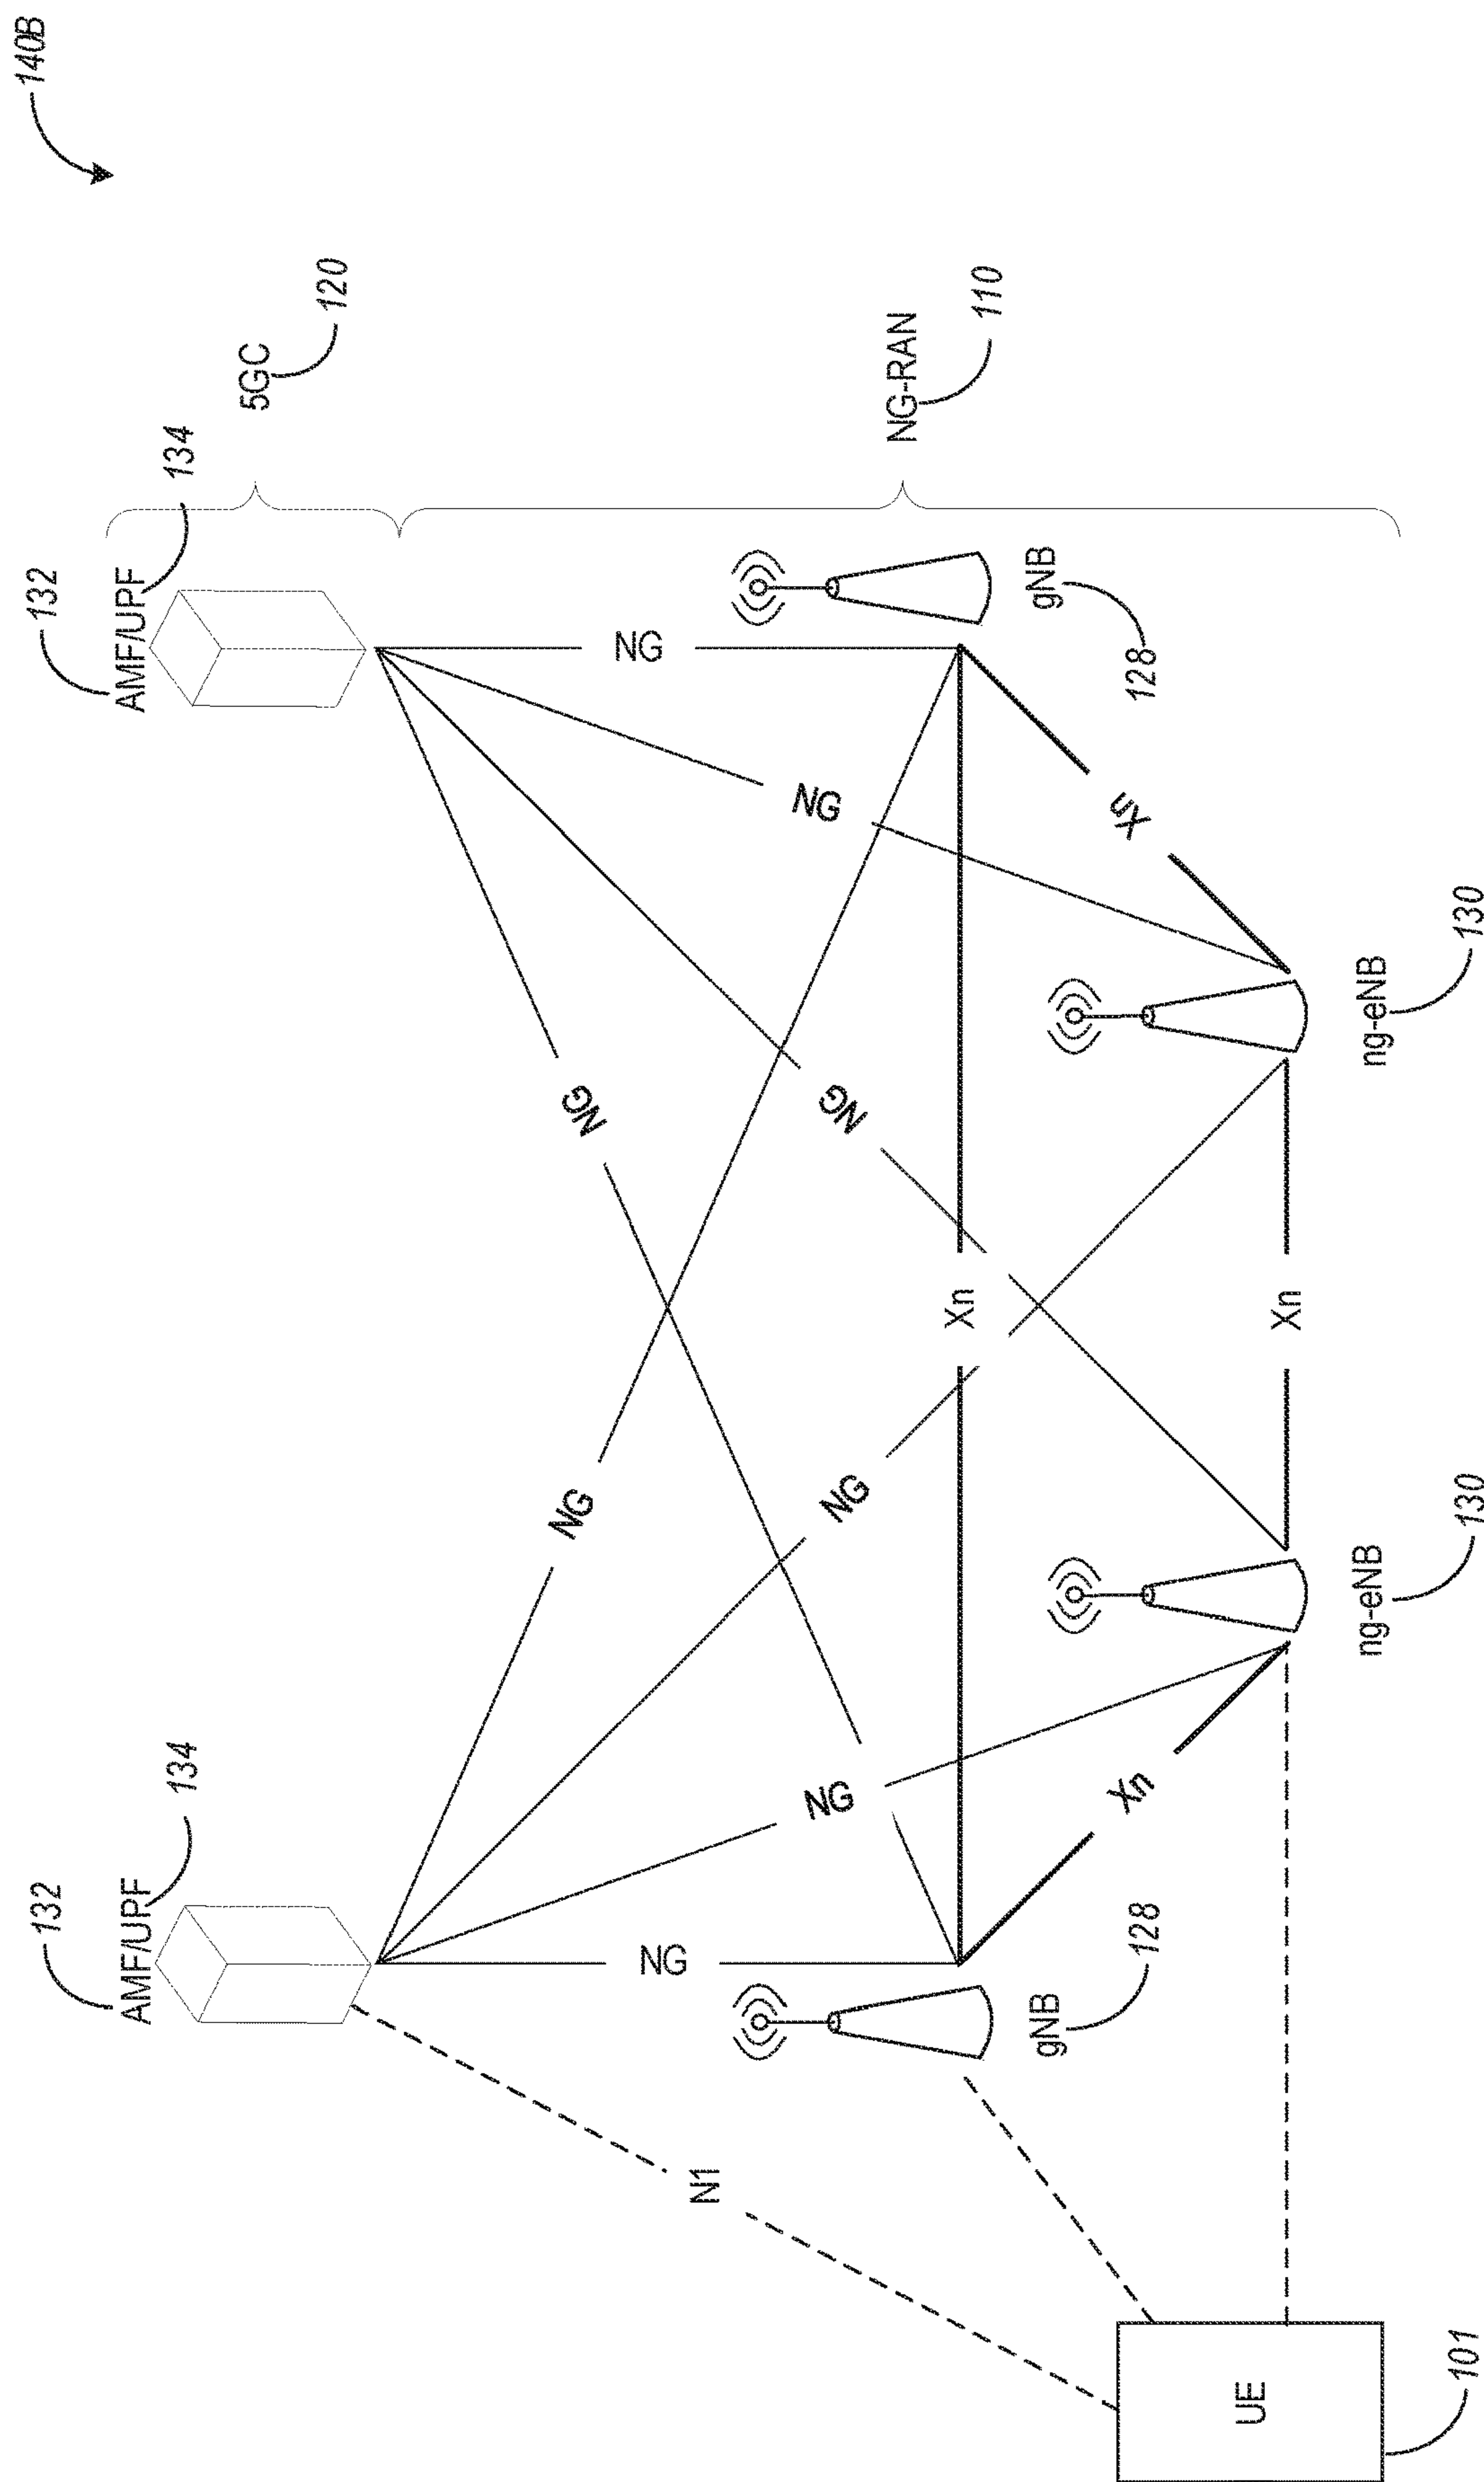 140B
132
AMF/UPF
134
132
AMF/UPF
134
5GC
120
NG
NG
NG
NG
NG
NG
NG
NG
N1
gNB
128
gNB
128
NG-RAN
110
Xn
Xn
Xn
Xn
ng-eNB
130
ng-eNB
130
UE
101